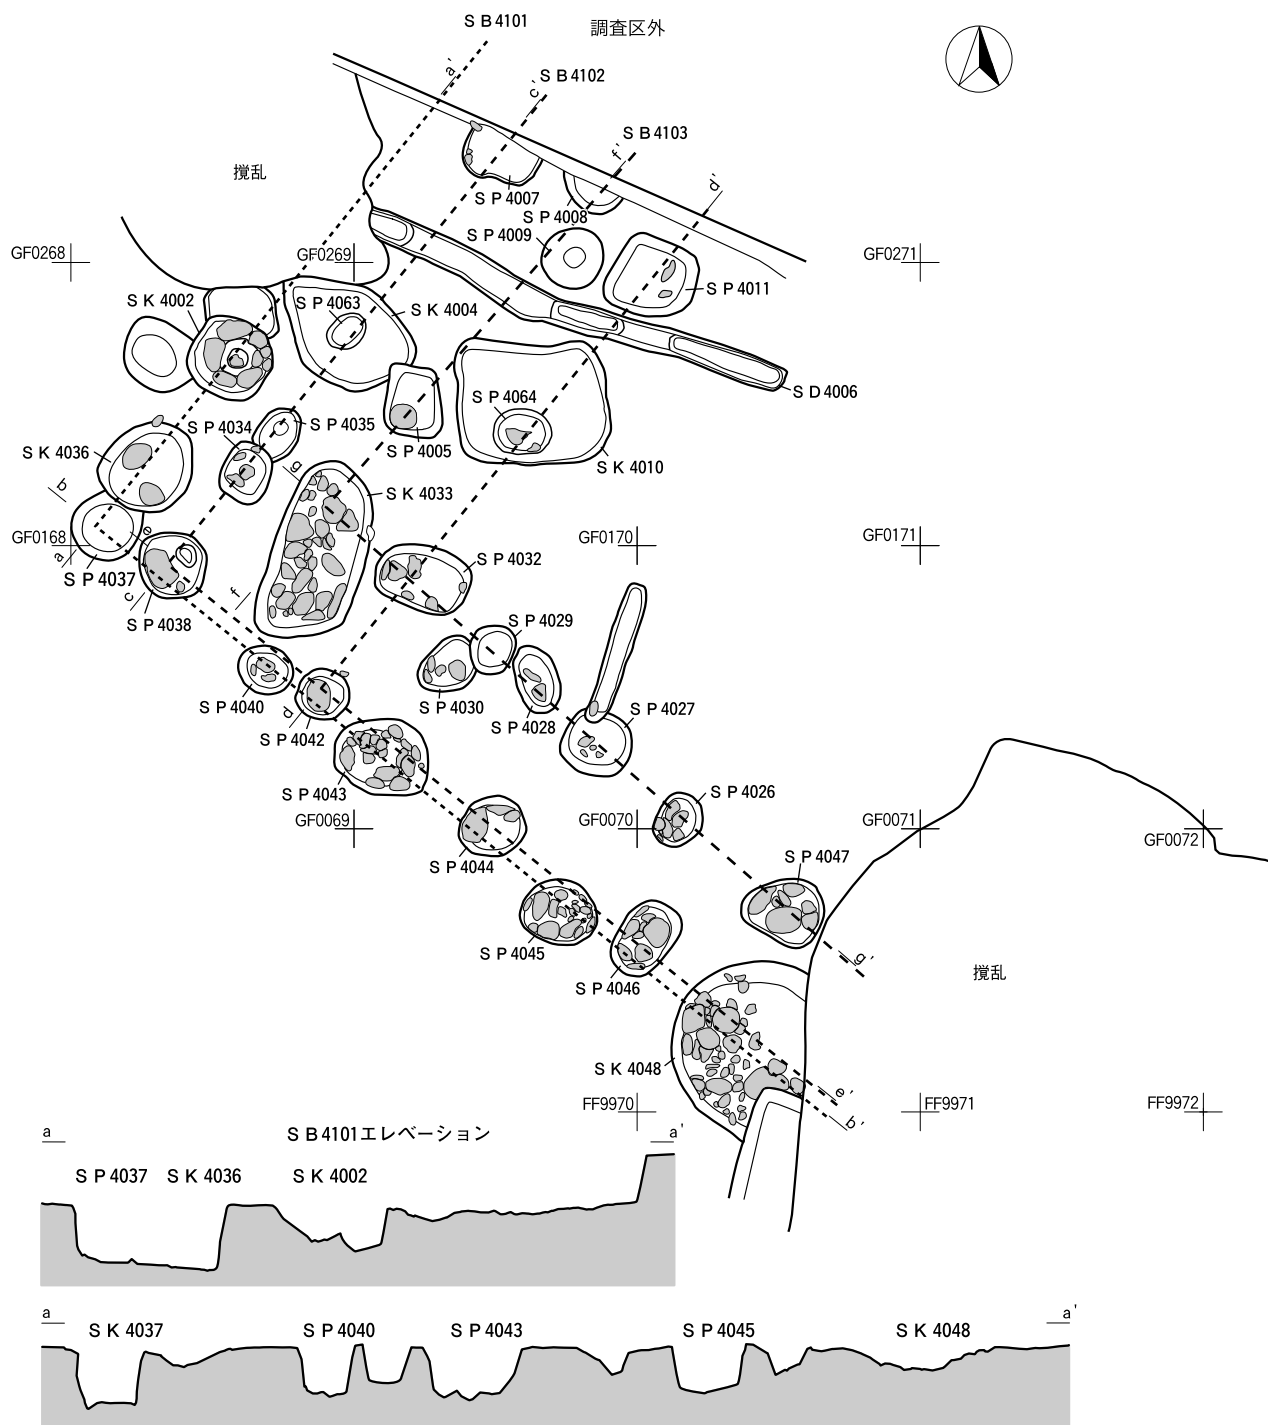 S B 4101
調査区外
a'
S B 4102
c'
S B 4103
f'
撹乱
d'
S P 4007
S P 4008
S P 4009
GF0268
GF0269
GF0271
S P 4011
S K 4002
S P 4063
S K 4004
S D 4006
S P 4064
S P 4034
S P 4035
S P 4005
S K 4036
S K 4010
g
b
S K 4033
e
GF0168
GF0170
GF0171
a
S P 4032
S P 4037
c
f
S P 4038
S P 4029
S P 4040
d
S P 4030
S P 4028
S P 4027
S P 4042
S P 4043
S P 4026
GF0069
GF0070
GF0071
GF0072
S P 4044
S P 4047
S P 4045
g'
S P 4046
撹乱
S K 4048
e'
FF9970
FF9971
FF9972
b'
a
S B 4101エレベーション
a'
S P 4037
S K 4036
S K 4002
a
a'
S K 4037
S P 4040
S P 4043
S P 4045
S K 4048